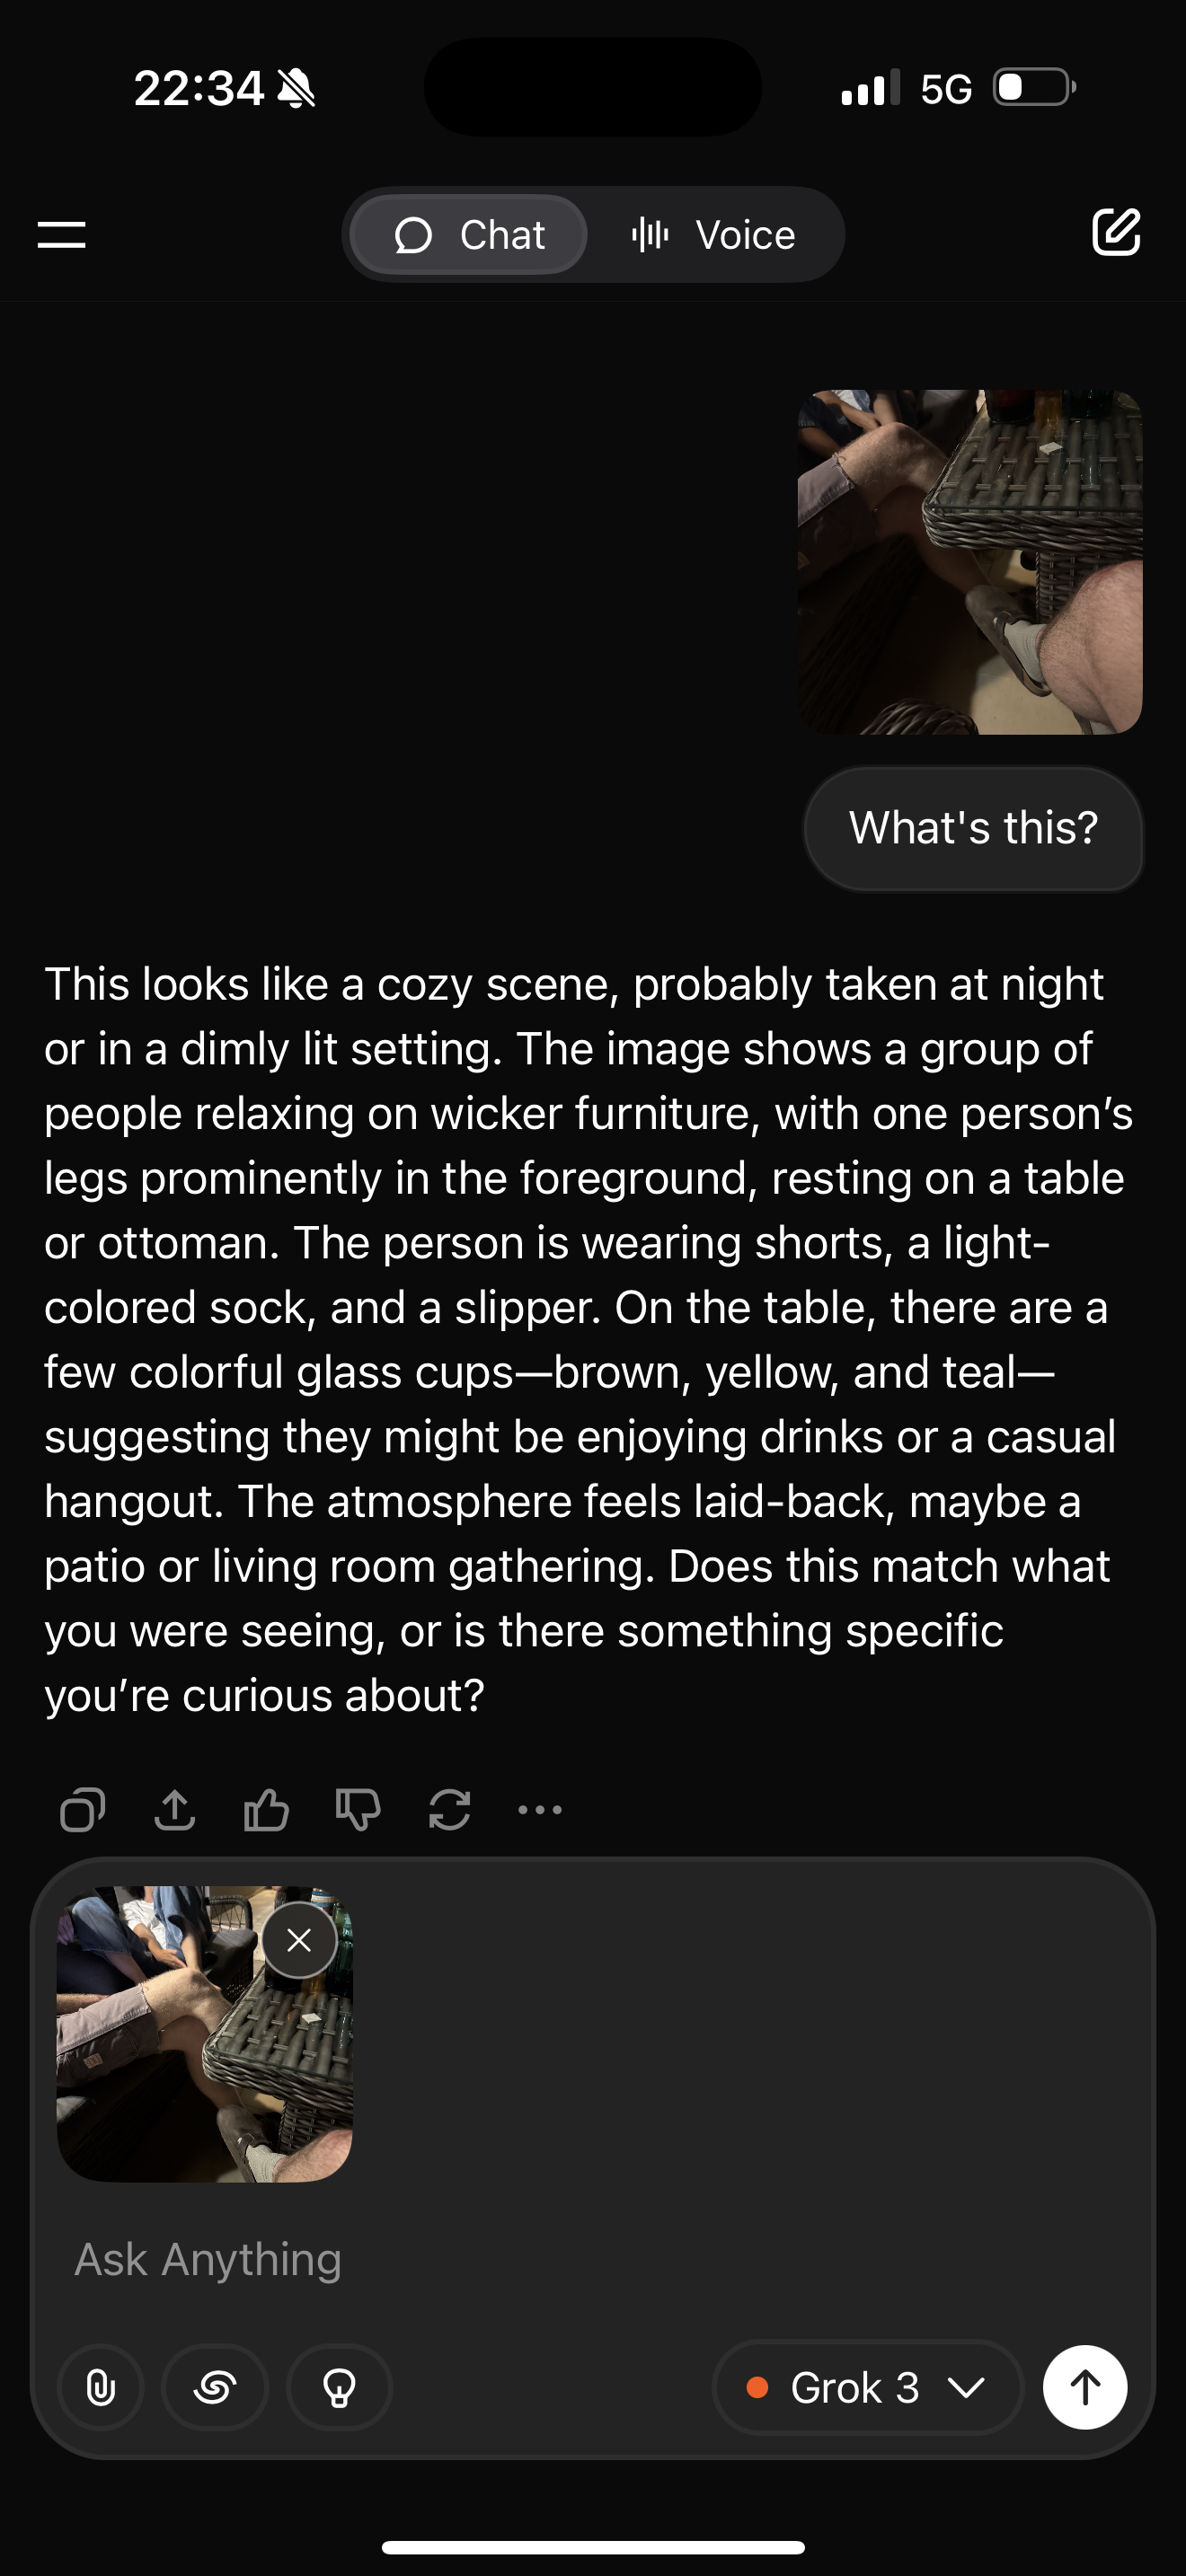 22:34
5G
Chat
Voice
What's this?
This looks like a cozy scene, probably taken at night
or in a dimly lit setting. The image shows a group of
people relaxing on wicker furniture, with one person’s
legs prominently in the foreground, resting on a table
or ottoman. The person is wearing shorts, a light-
colored sock, and a slipper. On the table, there are a
few colorful glass cups—brown, yellow, and teal—
suggesting they might be enjoying drinks or a casual
hangout. The atmosphere feels laid-back, maybe a
patio or living room gathering. Does this match what
you were seeing, or is there something specific
you’re curious about?
Ask Anything
Grok 3